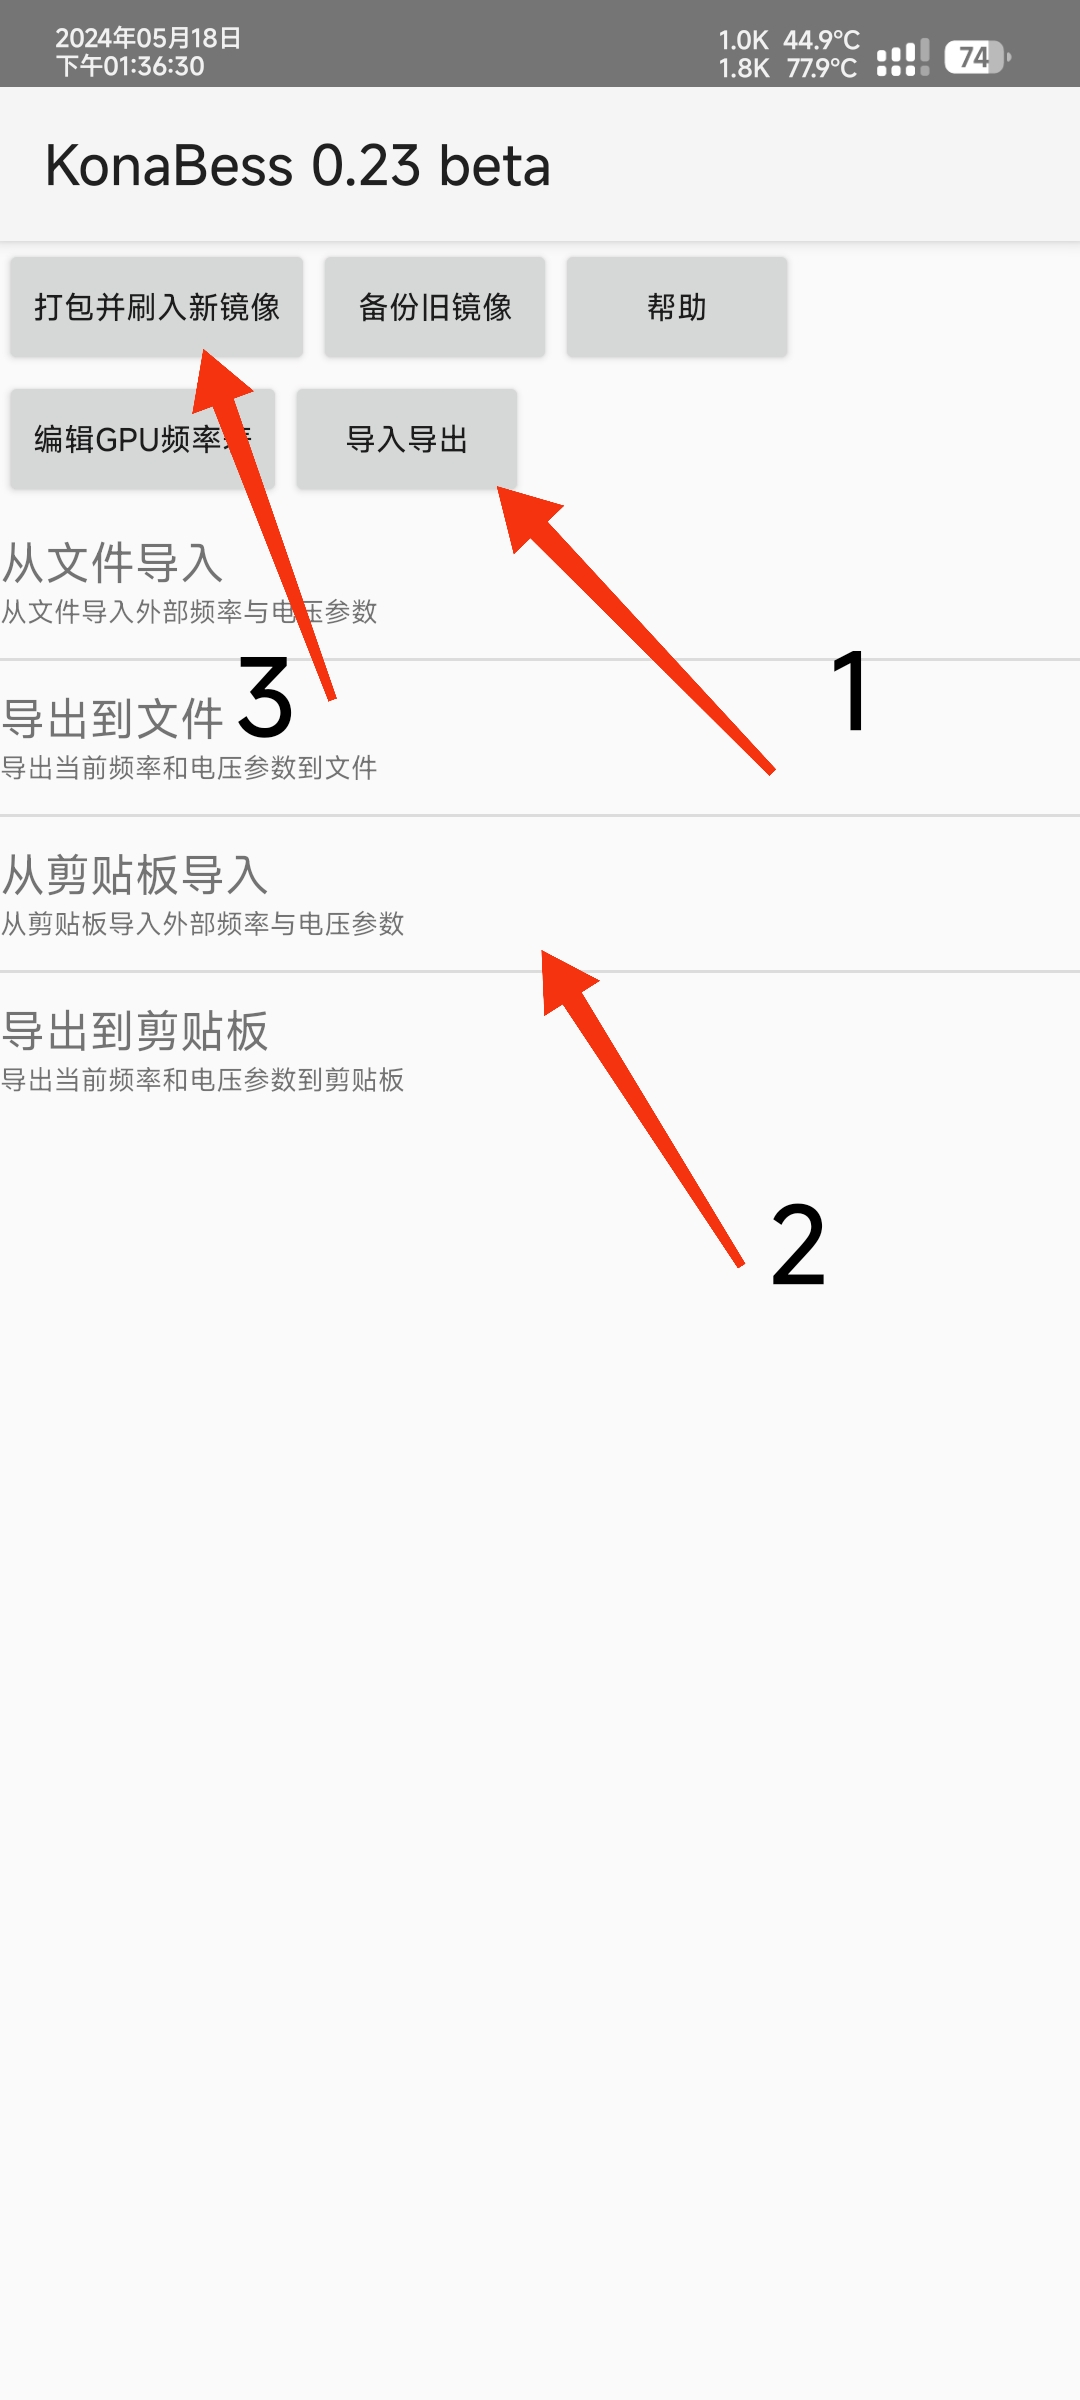 2024年05月18日
下午01:36:30
1.0K 44.9°C
1.8K 77.9°C
74
KonaBess 0.23 beta
打包并刷入新镜像
备份旧镜像
帮助
编辑GPU频率表
导入导出
从文件导入
从文件导入外部频率与电压参数
1
3
导出到文件
导出当前频率和电压参数到文件
从剪贴板导入
从剪贴板导入外部频率与电压参数
导出到剪贴板
导出当前频率和电压参数到剪贴板
2